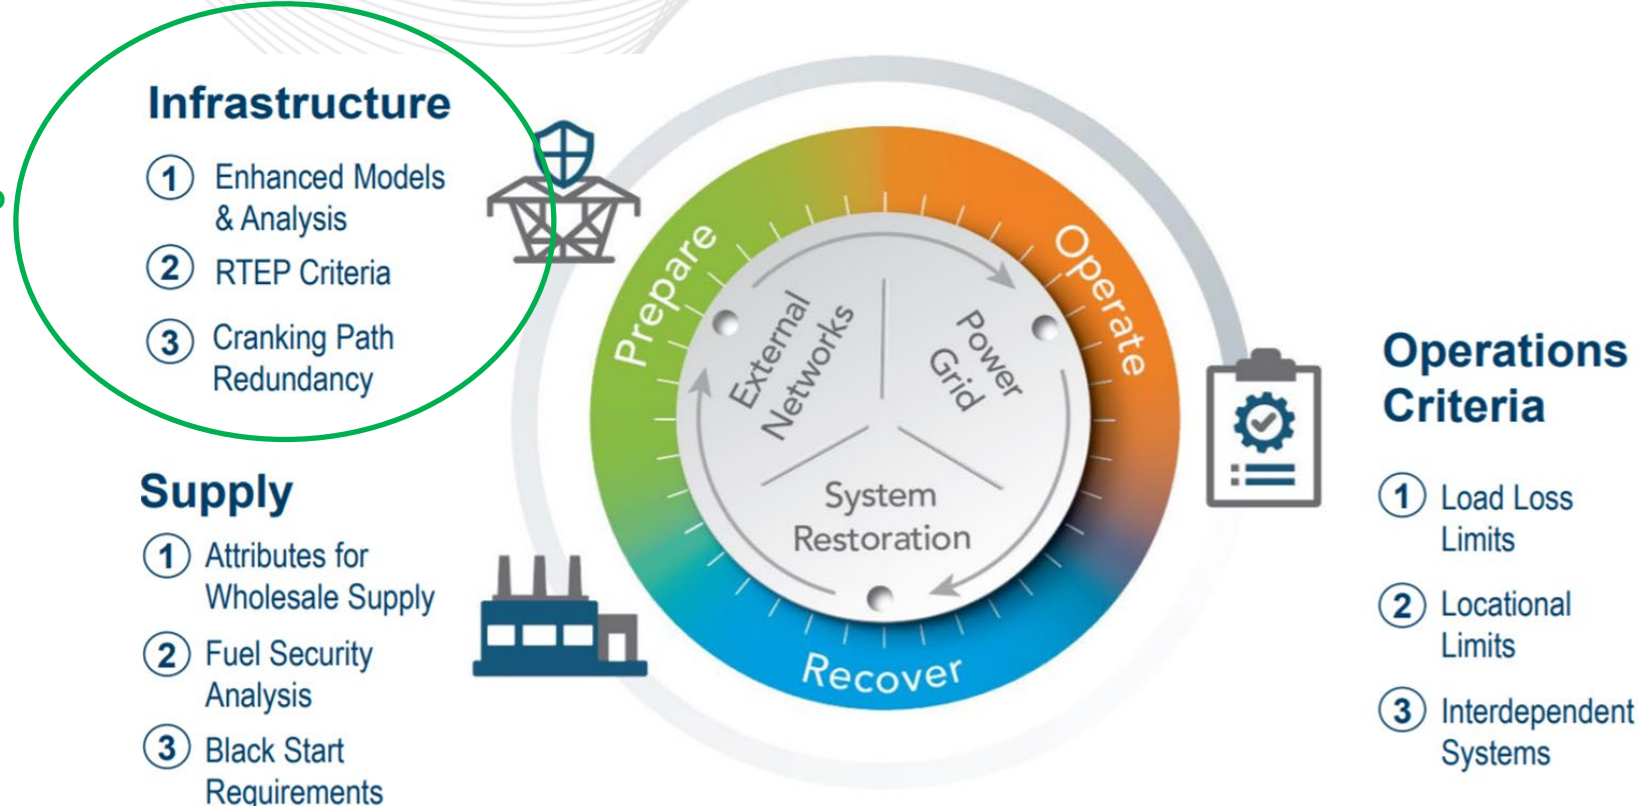 Infrastructure
1 Enhanced Models
& Analysis
2 RTEP Criteria
3 Cranking Path
Redundancy
Supply
1 Attributes for
Wholesale Supply
2 Fuel Security
Analysis
3 Black Start
Requirements
Prepare
Operate
Recover
External
Networks
Power
Grid
System
Restoration
Operations
Criteria
1 Load Loss
Limits
2 Locational
Limits
3 Interdependent
Systems